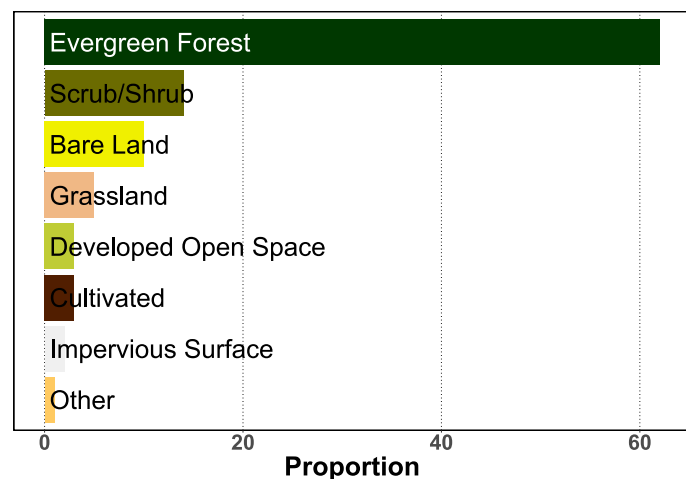 Evergreen Forest
Scrub/Shrub
Bare Land
Grassland
Developed Open Space
Cultivated
Impervious Surface
Other
0 20 40 60
Proportion